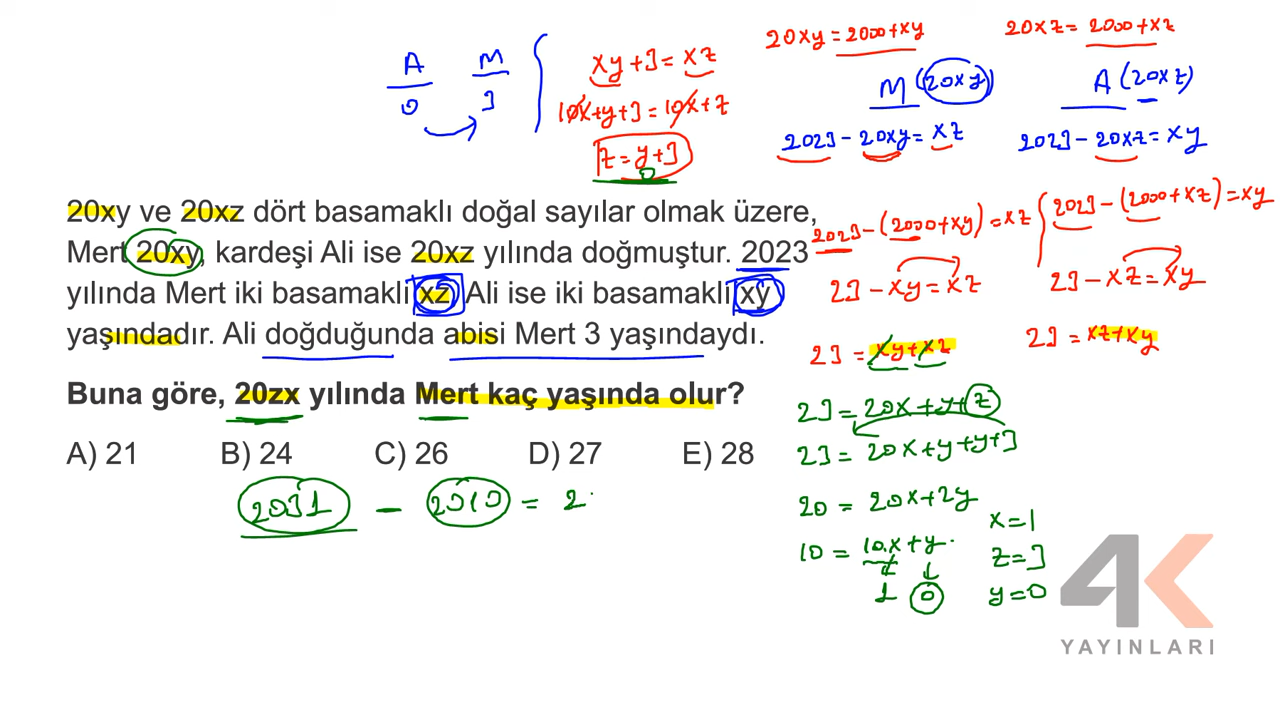 A M
0 3
xy+3=xz
10x+y+3=10x+z
z=y+3
0
20xy=2000+xy
20xz=2000+xz
M (20xy)
2023-20xy=xz
A (20xz)
2023-20xz=xy
20xy ve 20xz dört basamaklı doğal sayılar olmak üzere,
Mert 20xy, kardeşi Ali ise 20xz yılında doğmuştur. 2023
yılında Mert iki basamaklı xz Ali ise iki basamaklı xy
yaşındadır. Ali doğduğunda abisi Mert 3 yaşındaydı.
Buna göre, 20zx yılında Mert kaç yaşında olur?
A) 21 B) 24 C) 26 D) 27 E) 28
2031 - 2010 = 2
2023-(2000+xy)=xz
23-xy=xz
23=xy+xz
2023-(2000+xz)=xy
23-xz=xy
23=xz+xy
23=20x+y+z
23=20x+y+y+3
20=20x+2y
10=10x+y
1 0
x=1
z=3
y=0
4K
YAYINLARI